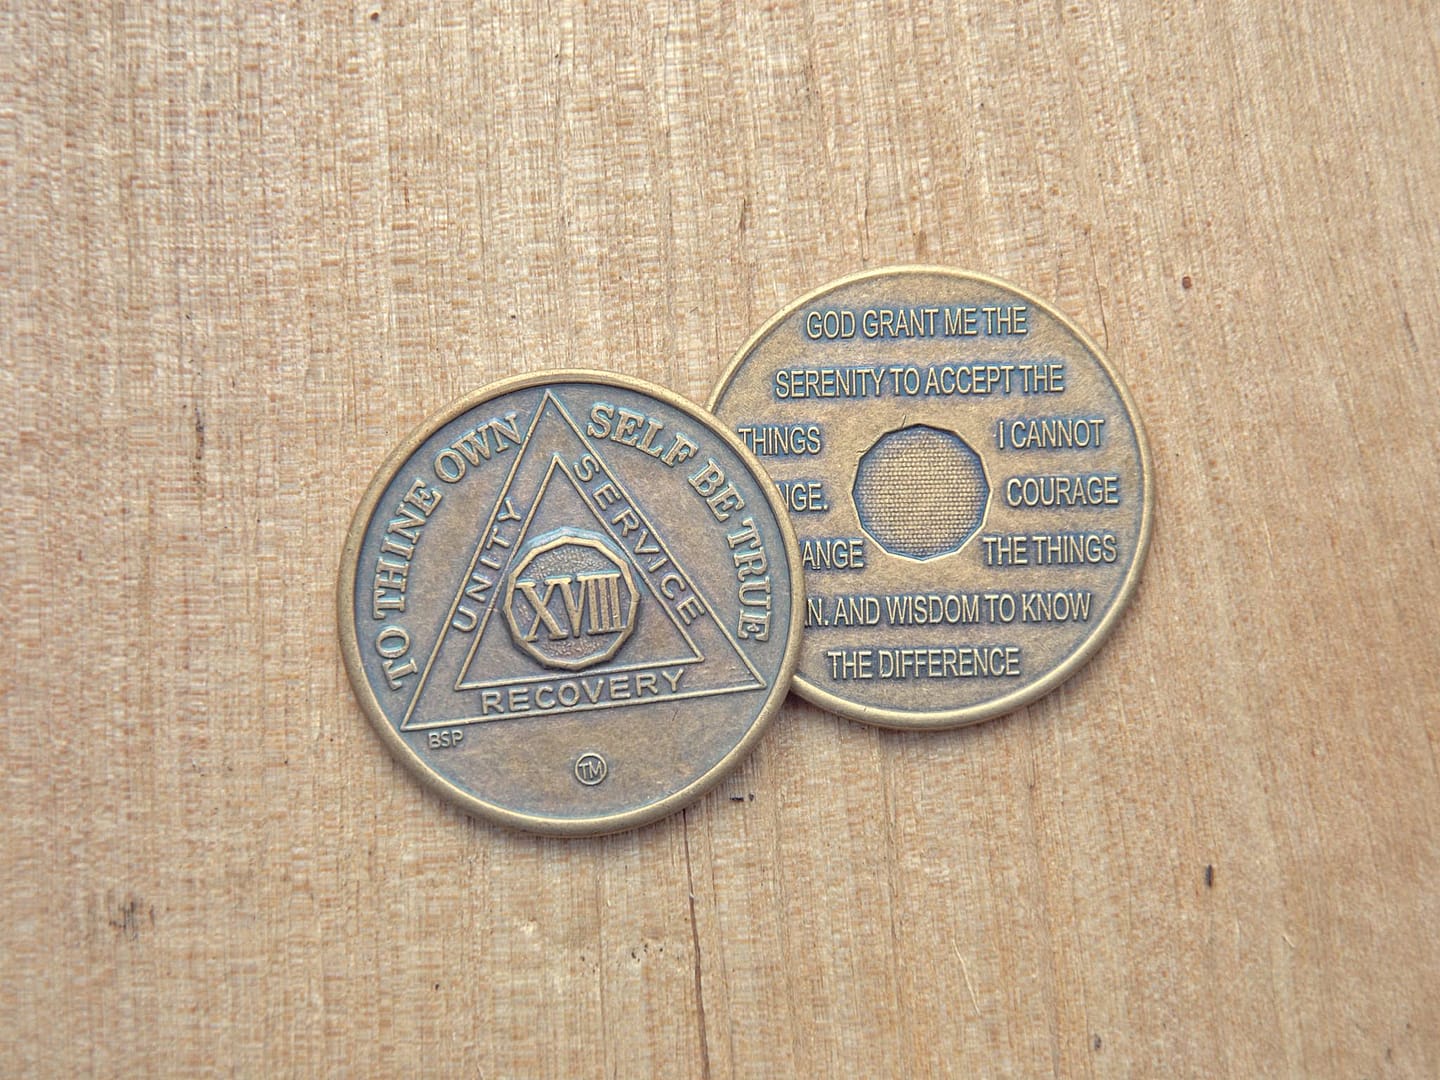 TO THINE OWN SELF BE TRUE
UNITY
SERVICE
XVIII
RECOVERY
BSP
TM
GOD GRANT ME THE
SERENITY TO ACCEPT THE
THINGS I CANNOT
NGE. COURAGE
ANGE THE THINGS
N. AND WISDOM TO KNOW
THE DIFFERENCE